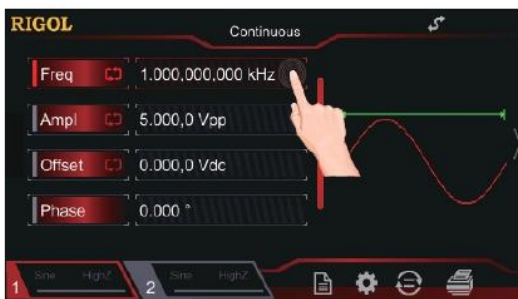 RIGOL
Continuous
Freq 1.000,000,000 kHz
Ampl 5.000,0 Vpp
Offset 0.000,0 Vdc
Phase 0.000 °
1 Sine HighZ 2 Sine HighZ